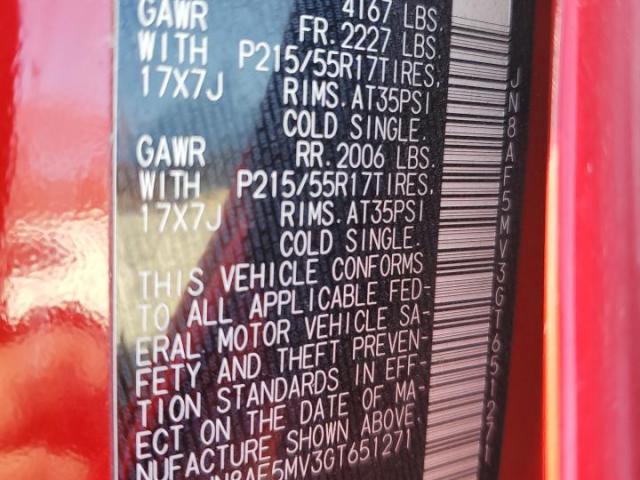 GAWR 4167 LBS.
FR. 2227 LBS.
WITH P215/55R17TIRES,
17X7J RIMS. AT35PSI
COLD SINGLE.
GAWR RR. 2006 LBS.
WITH P215/55R17TIRES,
17X7J RIMS. AT35PSI
COLD SINGLE.
THIS VEHICLE CONFORMS
TO ALL APPLICABLE FED-
ERAL MOTOR VEHICLE SA-
FETY AND THEFT PREVEN-
TION STANDARDS IN EFF-
ECT ON THE DATE OF MA-
NUFACTURE SHOWN ABOVE.
JN8AF5MV3GT651271
JN8AF5MV3GT651271